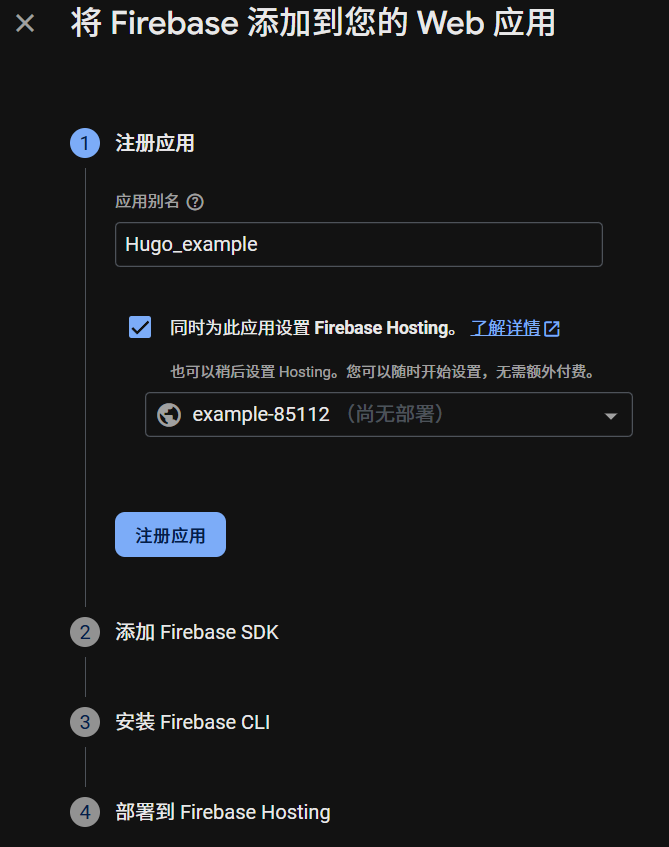 将 Firebase 添加到您的 Web 应用
1 注册应用
应用别名
Hugo_example
同时为此应用设置 Firebase Hosting。 了解详情
也可以稍后设置 Hosting。您可以随时开始设置，无需额外付费。
example-85112 （尚无部署）
注册应用
2 添加 Firebase SDK
3 安装 Firebase CLI
4 部署到 Firebase Hosting